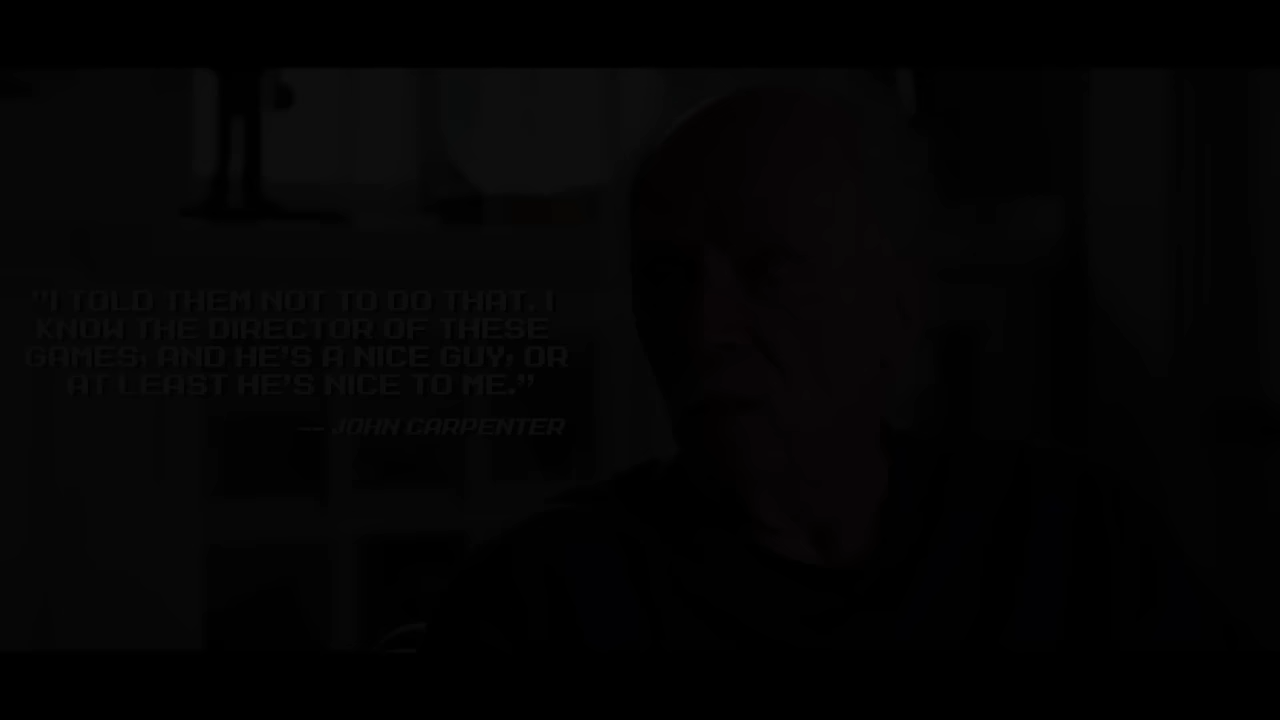 "I TOLD THEM NOT TO DO THAT. I
KNOW THE DIRECTOR OF THESE
GAMES, AND HE'S A NICE GUY, OR
AT LEAST HE'S NICE TO ME."
— JOHN CARPENTER